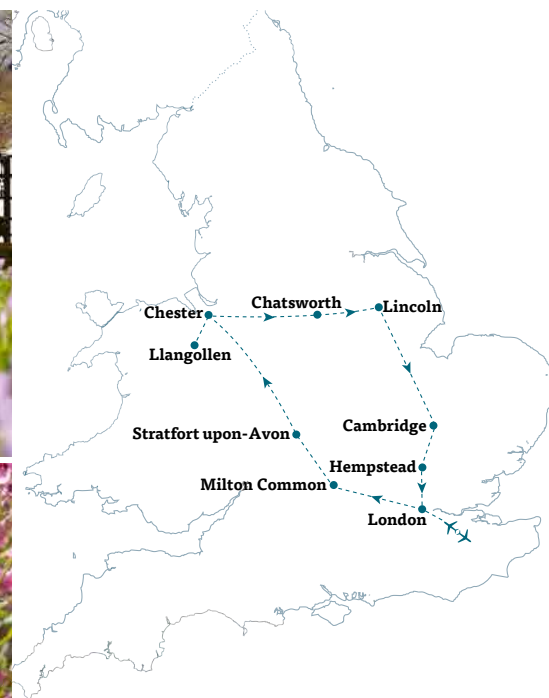 Chatsworth
Chester
Lincoln
Llangollen
Cambridge
Stratfort upon-Avon
Hempstead
Milton Common
London